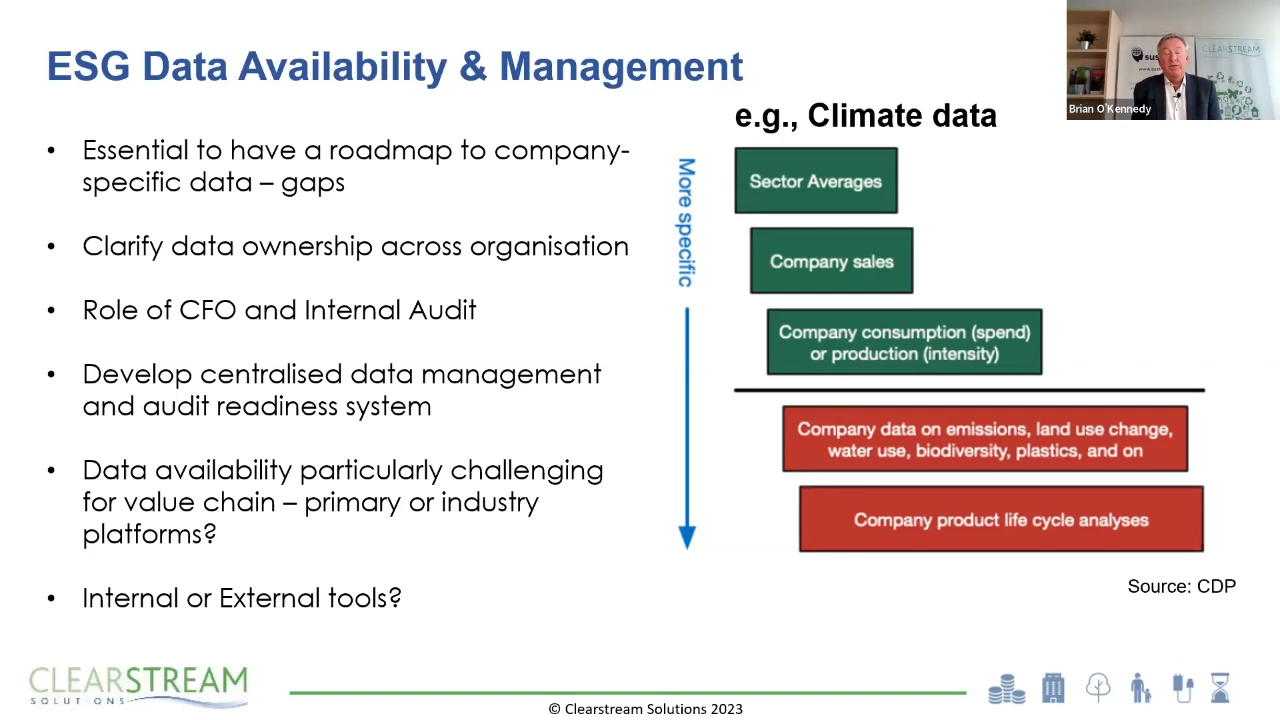 ESG Data Availability & Management
• Essential to have a roadmap to company-
specific data – gaps
• Clarify data ownership across organisation
• Role of CFO and Internal Audit
• Develop centralised data management
and audit readiness system
• Data availability particularly challenging
for value chain – primary or industry
platforms?
• Internal or External tools?
e.g., Climate data
More specific
Sector Averages
Company sales
Company consumption (spend)
or production (intensity)
Company data on emissions, land use change,
water use, biodiversity, plastics, and on
Company product life cycle analyses
Source: CDP
CLEARSTREAM
Brian O'Kennedy
CLEARSTREAM
SOLUTIONS
© Clearstream Solutions 2023